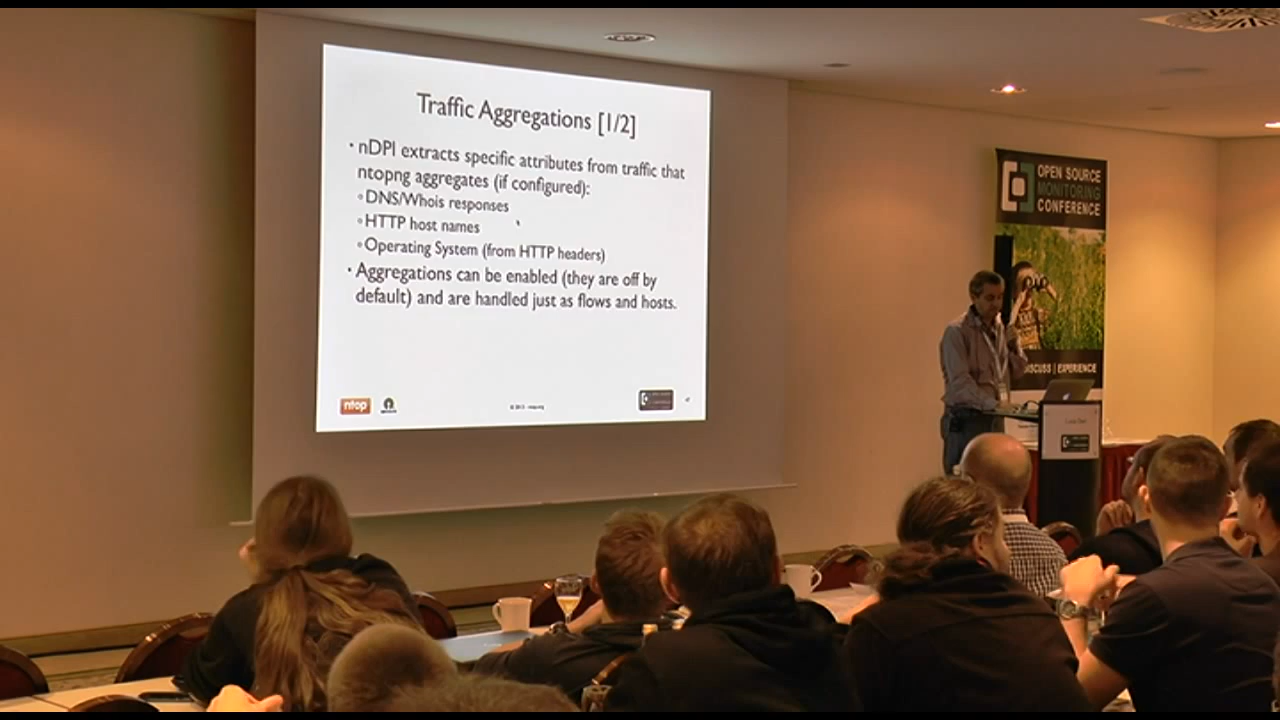 Traffic Aggregations [1/2]
• nDPI extracts specific attributes from traffic that
ntopng aggregates (if configured):
◦ DNS/Whois responses
◦ HTTP host names
◦ Operating System (from HTTP headers)
• Aggregations can be enabled (they are off by
default) and are handled just as flows and hosts.
ntop
OPEN SOURCE
MONITORING
CONFERENCE
| EXPERIENCE
Luca Deri